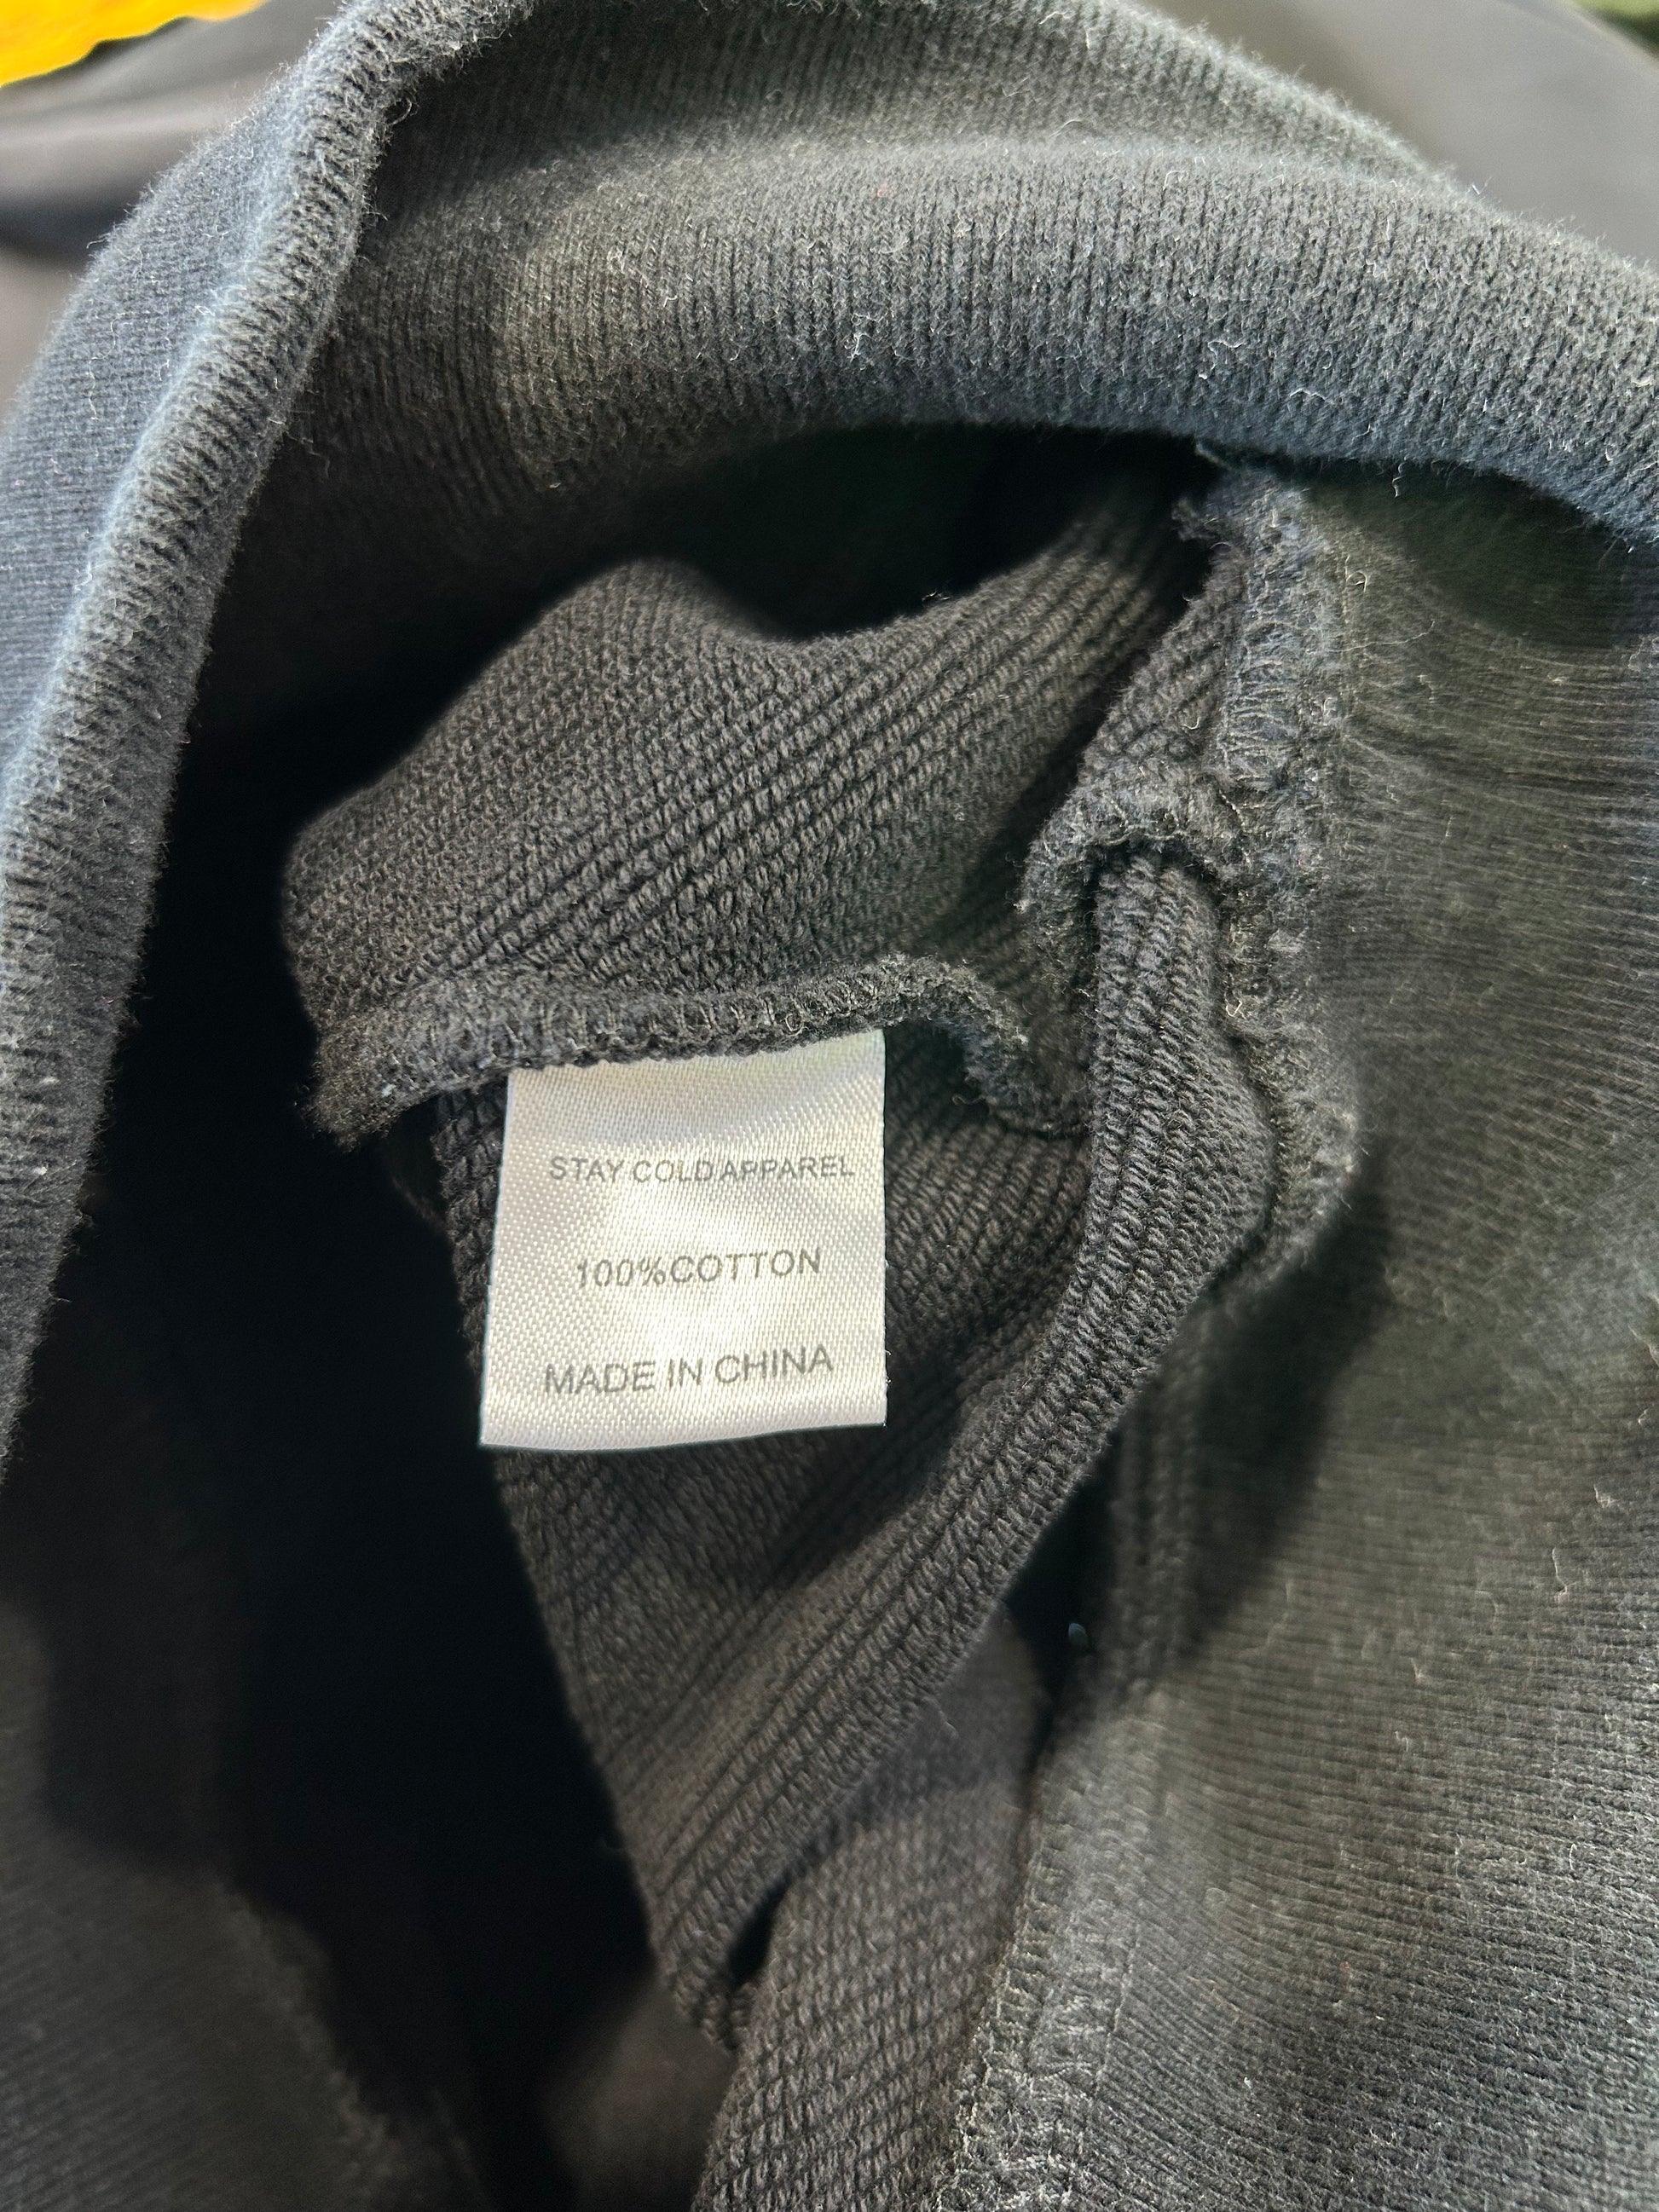 STAY COLD APPAREL
100%COTTON
MADE IN CHINA